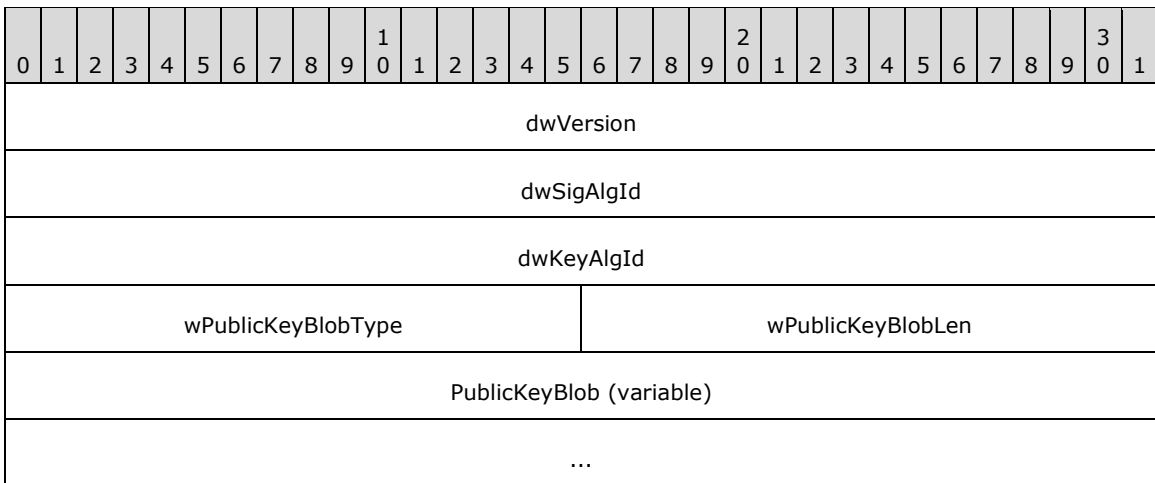 1 2 3
0 1 2 3 4 5 6 7 8 9 0 1 2 3 4 5 6 7 8 9 0 1 2 3 4 5 6 7 8 9 0 1
dwVersion
dwSigAlgId
dwKeyAlgId
wPublicKeyBlobType wPublicKeyBlobLen
PublicKeyBlob (variable)
...